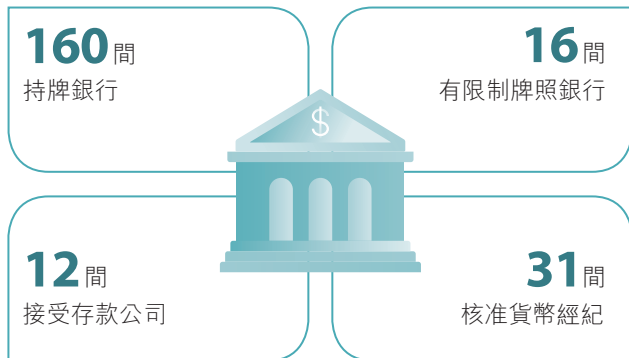 160間
持牌銀行
16間
有限制牌照銀行
$
12間
接受存款公司
31間
核准貨幣經紀